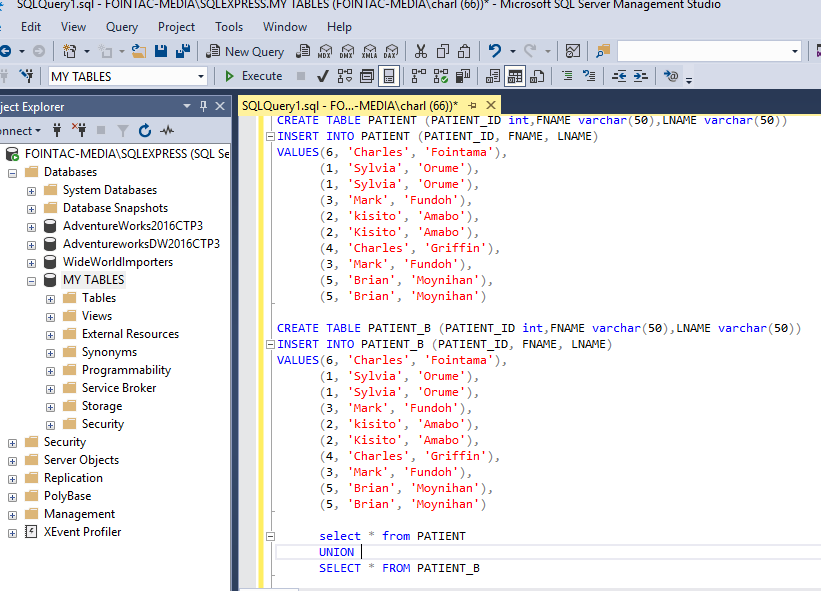 SQLQuery1.sql - FOINTAC-MEDIA\SQLEXPRESS.MY TABLES (FOINTAC-MEDIA\charl (66))* - Microsoft SQL Server Management Studio
Edit View Query Project Tools Window Help
New Query MDX DMX XMLA DAX
MY TABLES Execute
ject Explorer
SQLQuery1.sql - FO...-MEDIA\charl (66))*
onnect
FOINTAC-MEDIA\SQLEXPRESS (SQL Se
Databases
System Databases
Database Snapshots
AdventureWorks2016CTP3
AdventureworksDW2016CTP3
WideWorldImporters
MY TABLES
Tables
Views
External Resources
Synonyms
Programmability
Service Broker
Storage
Security
Security
Server Objects
Replication
PolyBase
Management
XEvent Profiler
CREATE TABLE PATIENT (PATIENT_ID int,FNAME varchar(50),LNAME varchar(50))
INSERT INTO PATIENT (PATIENT_ID, FNAME, LNAME)
VALUES(6, 'Charles', 'Fointama'),
(1, 'Sylvia', 'Orume'),
(1, 'Sylvia', 'Orume'),
(3, 'Mark', 'Fundoh'),
(2, 'kisito', 'Amabo'),
(2, 'Kisito', 'Amabo'),
(4, 'Charles', 'Griffin'),
(3, 'Mark', 'Fundoh'),
(5, 'Brian', 'Moynihan'),
(5, 'Brian', 'Moynihan')
CREATE TABLE PATIENT_B (PATIENT_ID int,FNAME varchar(50),LNAME varchar(50))
INSERT INTO PATIENT_B (PATIENT_ID, FNAME, LNAME)
VALUES(6, 'Charles', 'Fointama'),
(1, 'Sylvia', 'Orume'),
(1, 'Sylvia', 'Orume'),
(3, 'Mark', 'Fundoh'),
(2, 'kisito', 'Amabo'),
(2, 'Kisito', 'Amabo'),
(4, 'Charles', 'Griffin'),
(3, 'Mark', 'Fundoh'),
(5, 'Brian', 'Moynihan'),
(5, 'Brian', 'Moynihan')
select * from PATIENT
UNION
SELECT * FROM PATIENT_B